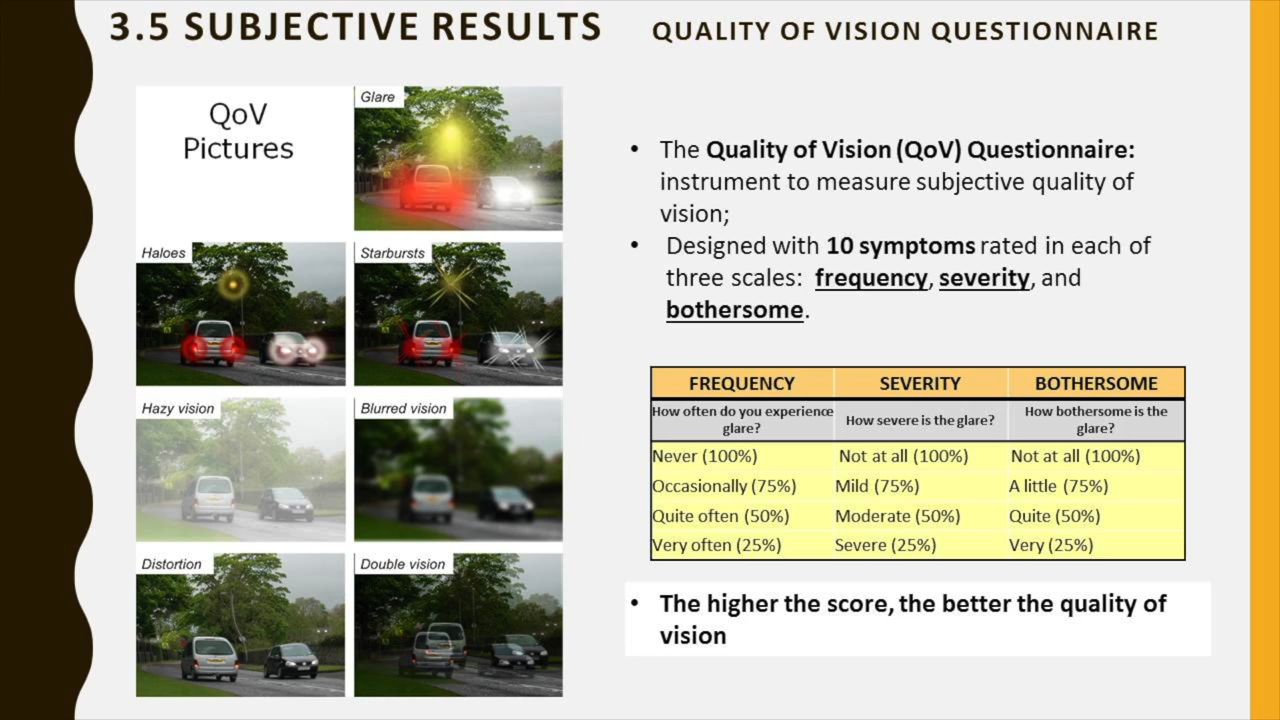 3.5 SUBJECTIVE RESULTS QUALITY OF VISION QUESTIONNAIRE
QoV
Pictures
Glare
Haloes
Starbursts
Hazy vision
Blurred vision
Distortion
Double vision
• The Quality of Vision (QoV) Questionnaire:
instrument to measure subjective quality of
vision;
• Designed with 10 symptoms rated in each of
three scales: frequency, severity, and
bothersome.
FREQUENCY SEVERITY BOTHERSOME
How often do you experience glare? How severe is the glare? How bothersome is the glare?
Never (100%) Not at all (100%) Not at all (100%)
Occasionally (75%) Mild (75%) A little (75%)
Quite often (50%) Moderate (50%) Quite (50%)
Very often (25%) Severe (25%) Very (25%)
• The higher the score, the better the quality of
vision